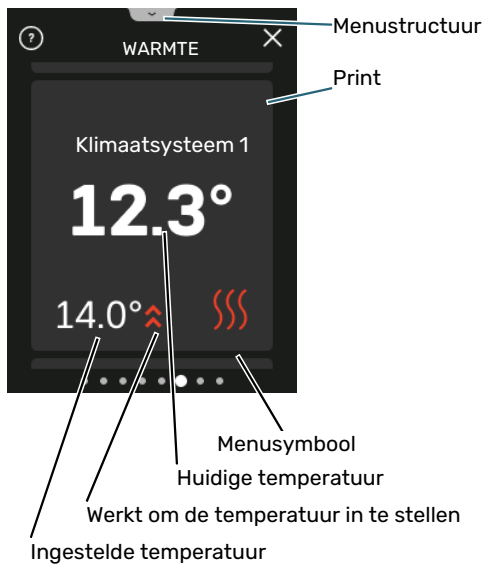 Menustructuur
?
WARMTE
Print
Klimaatsysteem 1
12.3°
14.0°
Menusymbool
Huidige temperatuur
Werkt om de temperatuur in te stellen
Ingestelde temperatuur